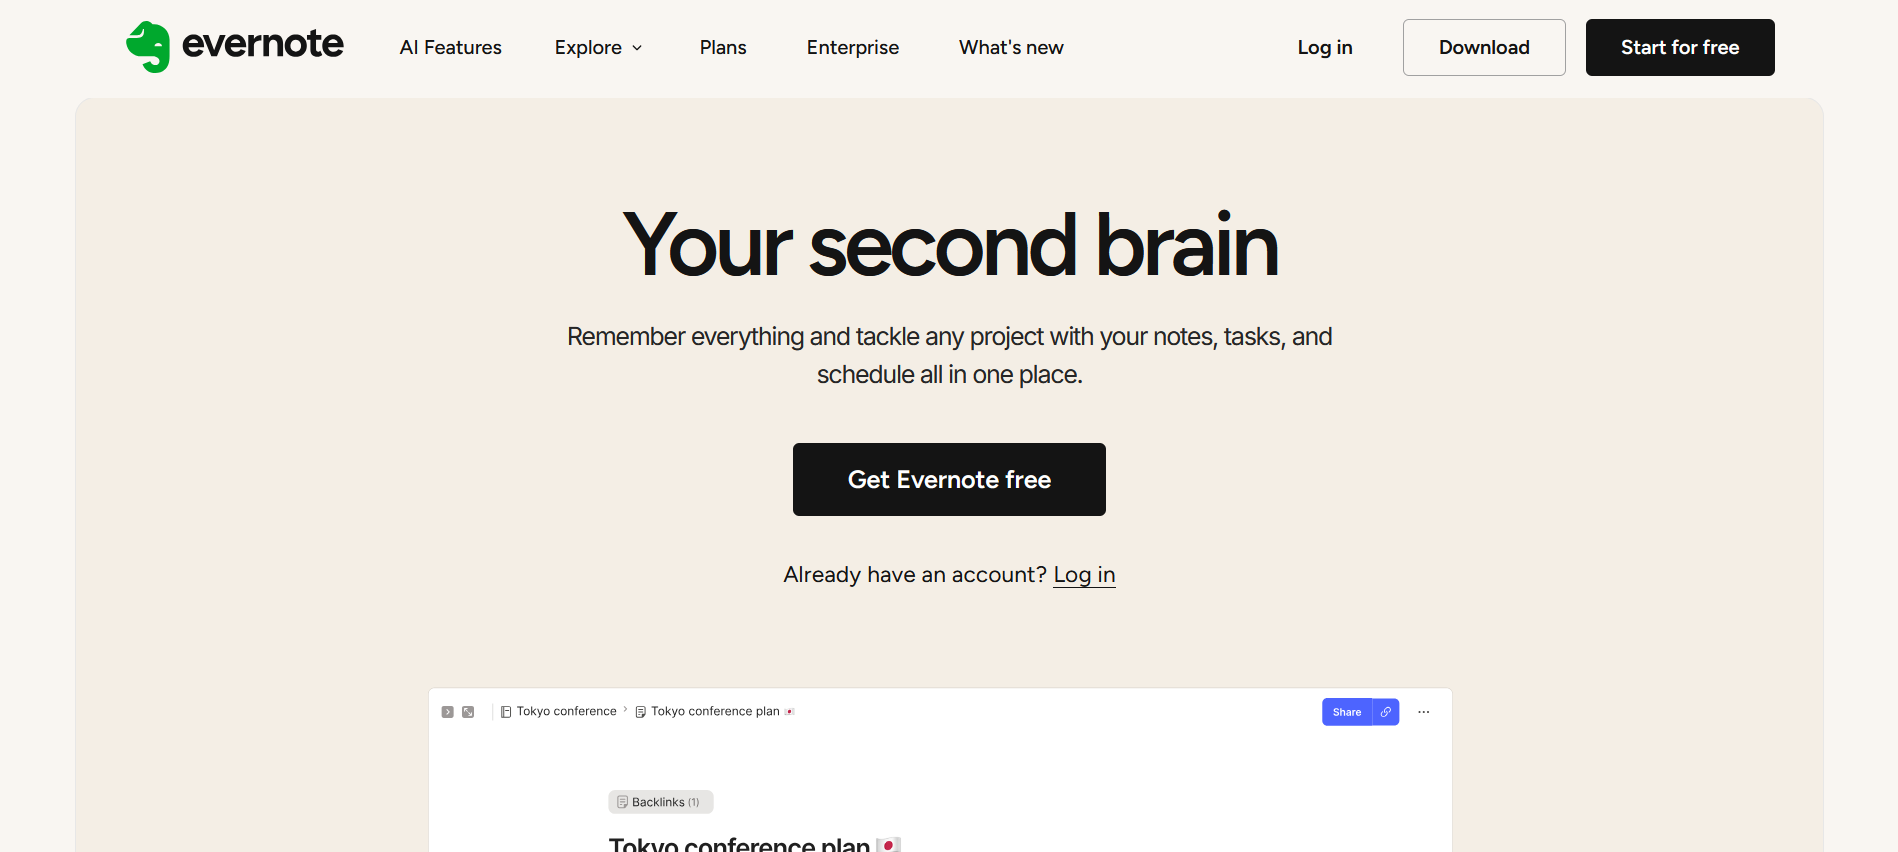 evernote
AI Features
Explore
Plans
Enterprise
What's new
Log in
Download
Start for free
Your second brain
Remember everything and tackle any project with your notes, tasks, and
schedule all in one place.
Get Evernote free
Already have an account? Log in
Tokyo conference > Tokyo conference plan 🇯🇵
Share
Backlinks (1)
Tokyo conference plan 🇯🇵